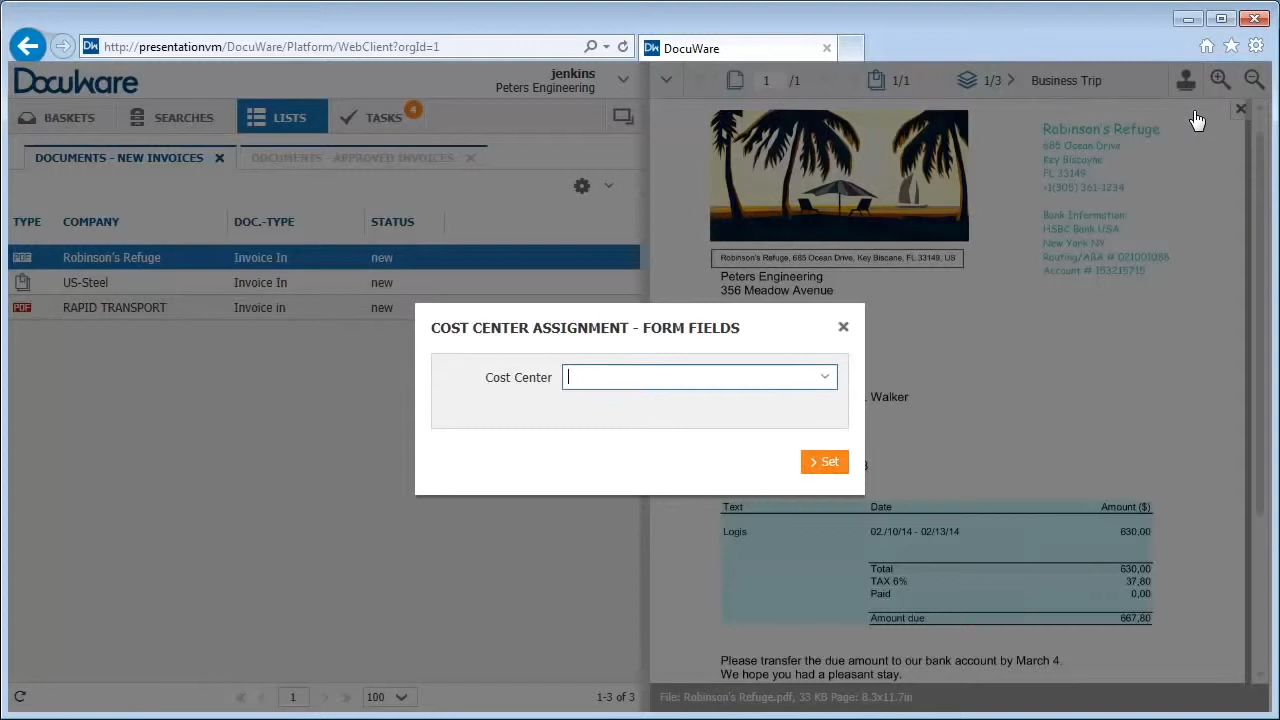 http://presentationvm/DocuWare/Platform/WebClient?orgId=1
DW DocuWare
DocuWare
jenkins
Peters Engineering
BASKETS
SEARCHES
LISTS
TASKS 4
DOCUMENTS - NEW INVOICES
DOCUMENTS - APPROVED INVOICES
TYPE COMPANY DOC.-TYPE STATUS
PDF Robinson's Refuge Invoice In new
US-Steel Invoice In new
PDF RAPID TRANSPORT Invoice in new
1 100 1-3 of 3
1 /1 1/1 1/3 Business Trip
Robinson's Refuge
685 Ocean Drive
Key Biscayne
FL 33149
+1(305) 361-1234
Bank Information:
HSBC Bank USA
New York NY
Routing/ABA # 021001088
Account # 153215715
Robinson's Refuge, 685 Ocean Drive, Key Biscane, FL 33149, US
Peters Engineering
356 Meadow Avenue
COST CENTER ASSIGNMENT - FORM FIELDS
Cost Center
Set
Walker
Text Date Amount ($)
Logis 02./10/14 - 02/13/14 630,00
Total 630,00
TAX 6% 37,80
Paid 0,00
Amount due 667,80
Please transfer the due amount to our bank account by March 4.
We hope you had a pleasant stay.
File: Robinson's Refuge.pdf, 33 KB Page: 8.3x11.7in